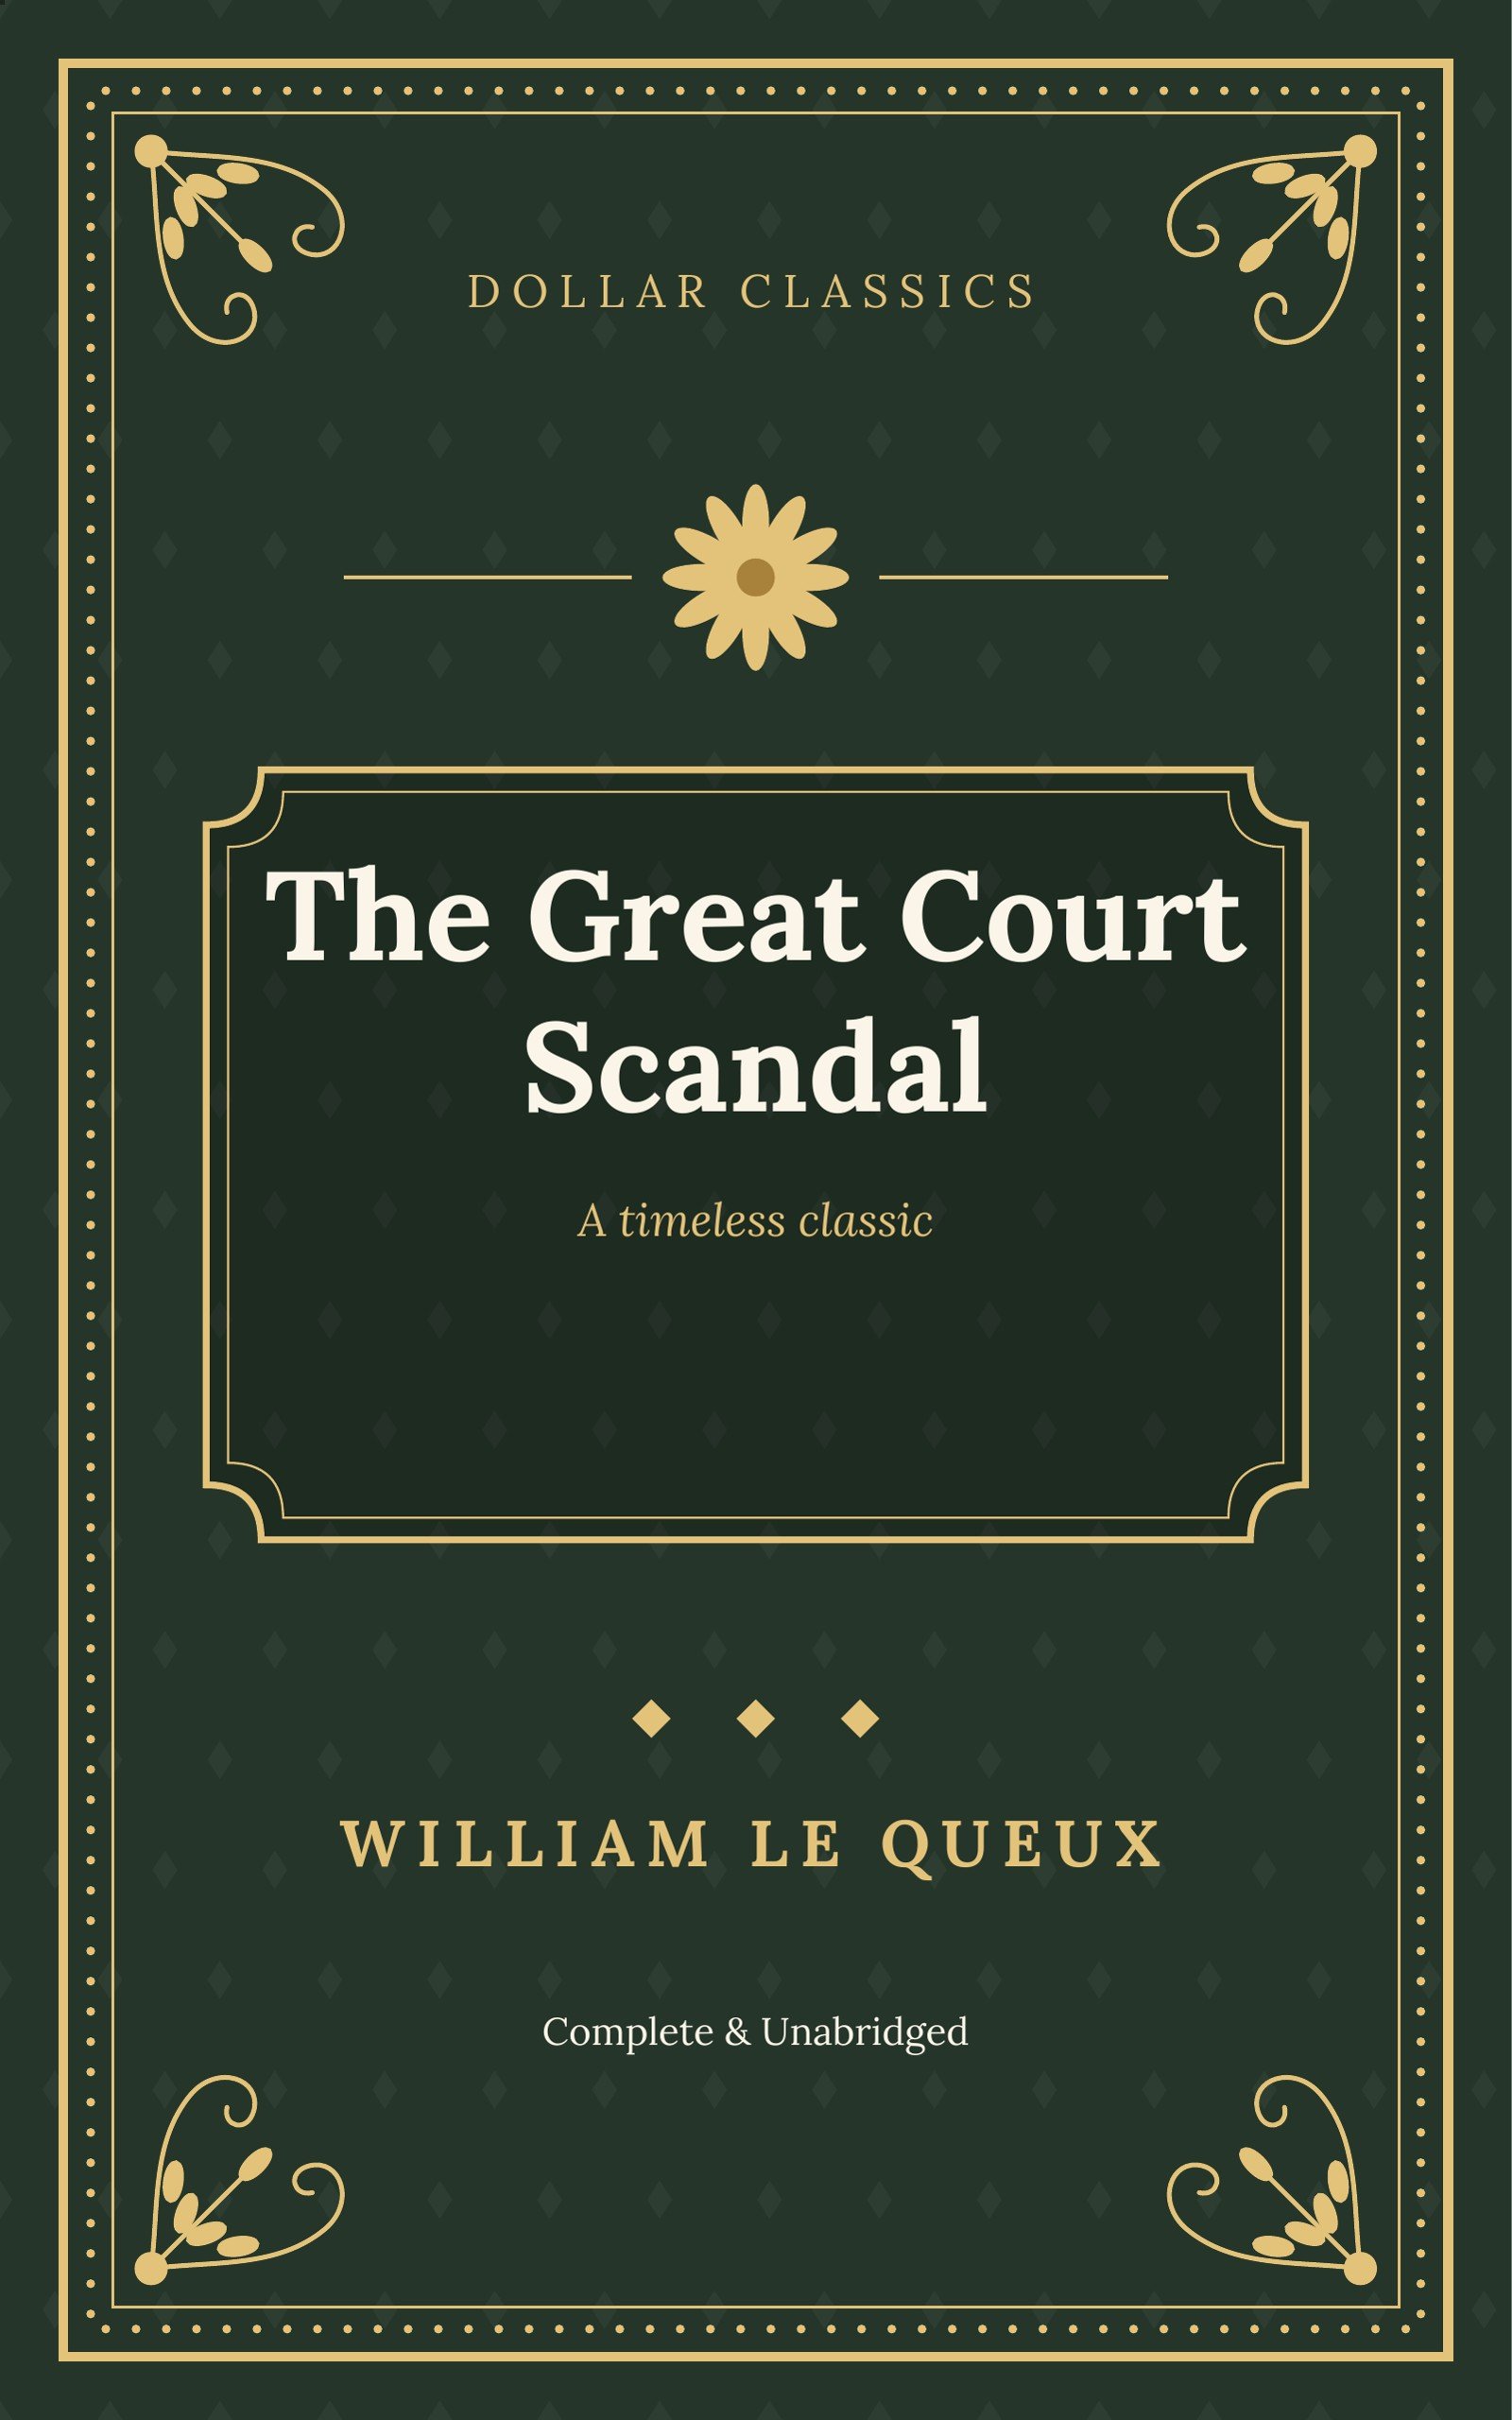 DOLLAR CLASSICS
The Great Court
Scandal
A timeless classic
WILLIAM LE QUEUX
Complete & Unabridged